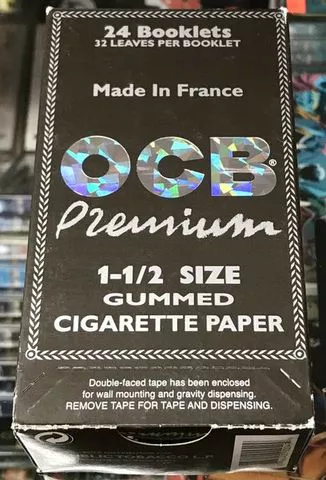 24 Booklets
32 LEAVES PER BOOKLET
Made In France
OCB®
Premium
1-1/2 SIZE
GUMMED
CIGARETTE PAPER
Double-faced tape has been enclosed
for wall mounting and gravity dispensing.
REMOVE TAPE FOR TAPE AND DISPENSING.